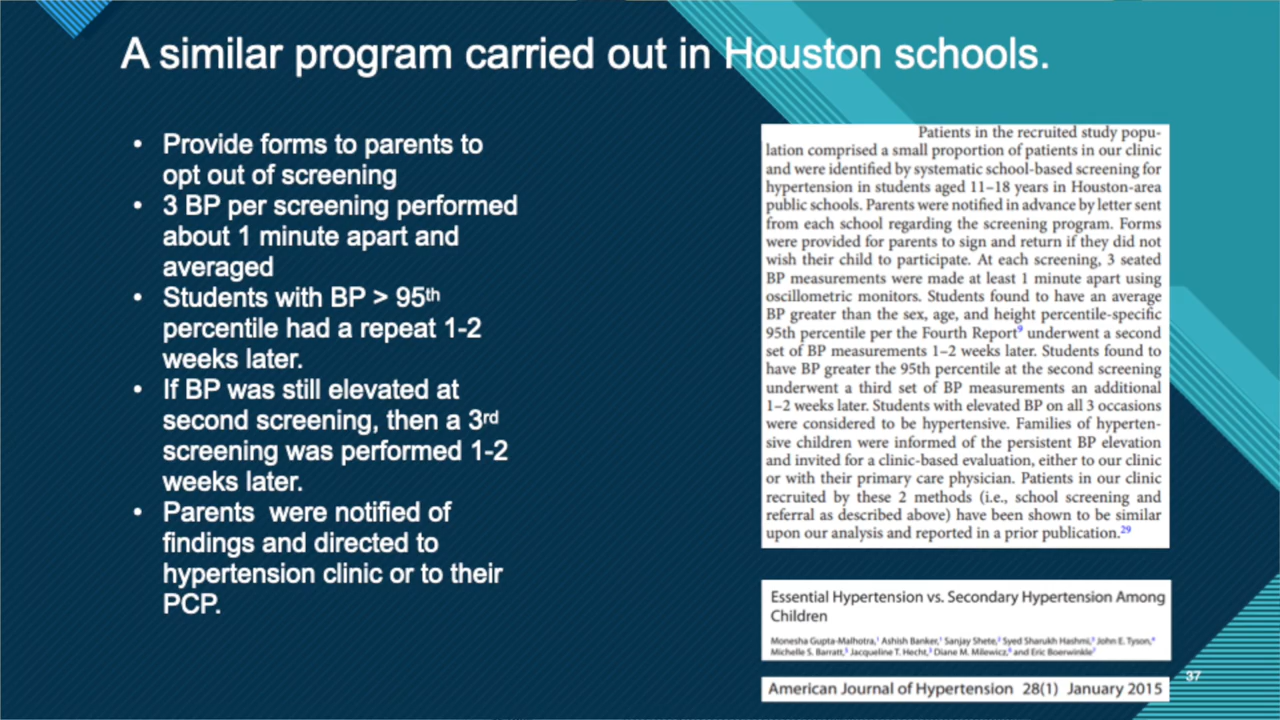 A similar program carried out in Houston schools.
• Provide forms to parents to
opt out of screening
• 3 BP per screening performed
about 1 minute apart and
averaged
• Students with BP > 95th
percentile had a repeat 1-2
weeks later.
• If BP was still elevated at
second screening, then a 3rd
screening was performed 1-2
weeks later.
• Parents  were notified of
findings and directed to
hypertension clinic or to their
PCP.
Patients in the recruited study popu-
lation comprised a small proportion of patients in our clinic
and were identified by systematic school-based screening for
hypertension in students aged 11–18 years in Houston-area
public schools. Parents were notified in advance by letter sent
from each school regarding the screening program. Forms
were provided for parents to sign and return if they did not
wish their child to participate. At each screening, 3 seated
BP measurements were made at least 1 minute apart using
oscillometric monitors. Students found to have an average
BP greater than the sex, age, and height percentile-specific
95th percentile per the Fourth Report9 underwent a second
set of BP measurements 1–2 weeks later. Students found to
have BP greater the 95th percentile at the second screening
underwent a third set of BP measurements an additional
1–2 weeks later. Students with elevated BP on all 3 occasions
were considered to be hypertensive. Families of hyperten-
sive children were informed of the persistent BP elevation
and invited for a clinic-based evaluation, either to our clinic
or with their primary care physician. Patients in our clinic
recruited by these 2 methods (i.e., school screening and
referral as described above) have been shown to be similar
upon our analysis and reported in a prior publication.29
Essential Hypertension vs. Secondary Hypertension Among
Children
Monesha Gupta-Malhotra,1 Ashish Banker,1 Sanjay Shete,2 Syed Sharukh Hashmi,3 John E. Tyson,4
Michelle S. Barratt,5 Jacqueline T. Hecht,3 Diane M. Milewicz,6 and Eric Boerwinkle7
American Journal of Hypertension 28(1) January 2015
37